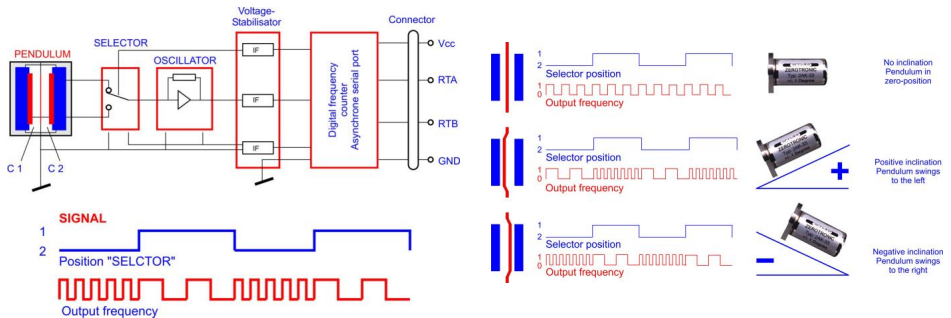 Voltage-
Stabilisator
Connector
PENDULUM
SELECTOR
OSCILLATOR
IF
IF
IF
Digital frequency
counter
Asynchrone serial port
Vcc
RTA
RTB
GND
C 1
C 2
SIGNAL
1
2
Position "SELCTOR"
Output frequency
1
2
Selector position
1
0
Output frequency
ZEROTRONIC
No inclination
Pendulum in
zero-position
1
2
Selector position
1
0
Output frequency
ZEROTRONIC
+
Positive inclination
Pendulum swings
to the left
1
2
Selector position
1
0
Output frequency
–
Negative inclination
Pendulum swings
to the right